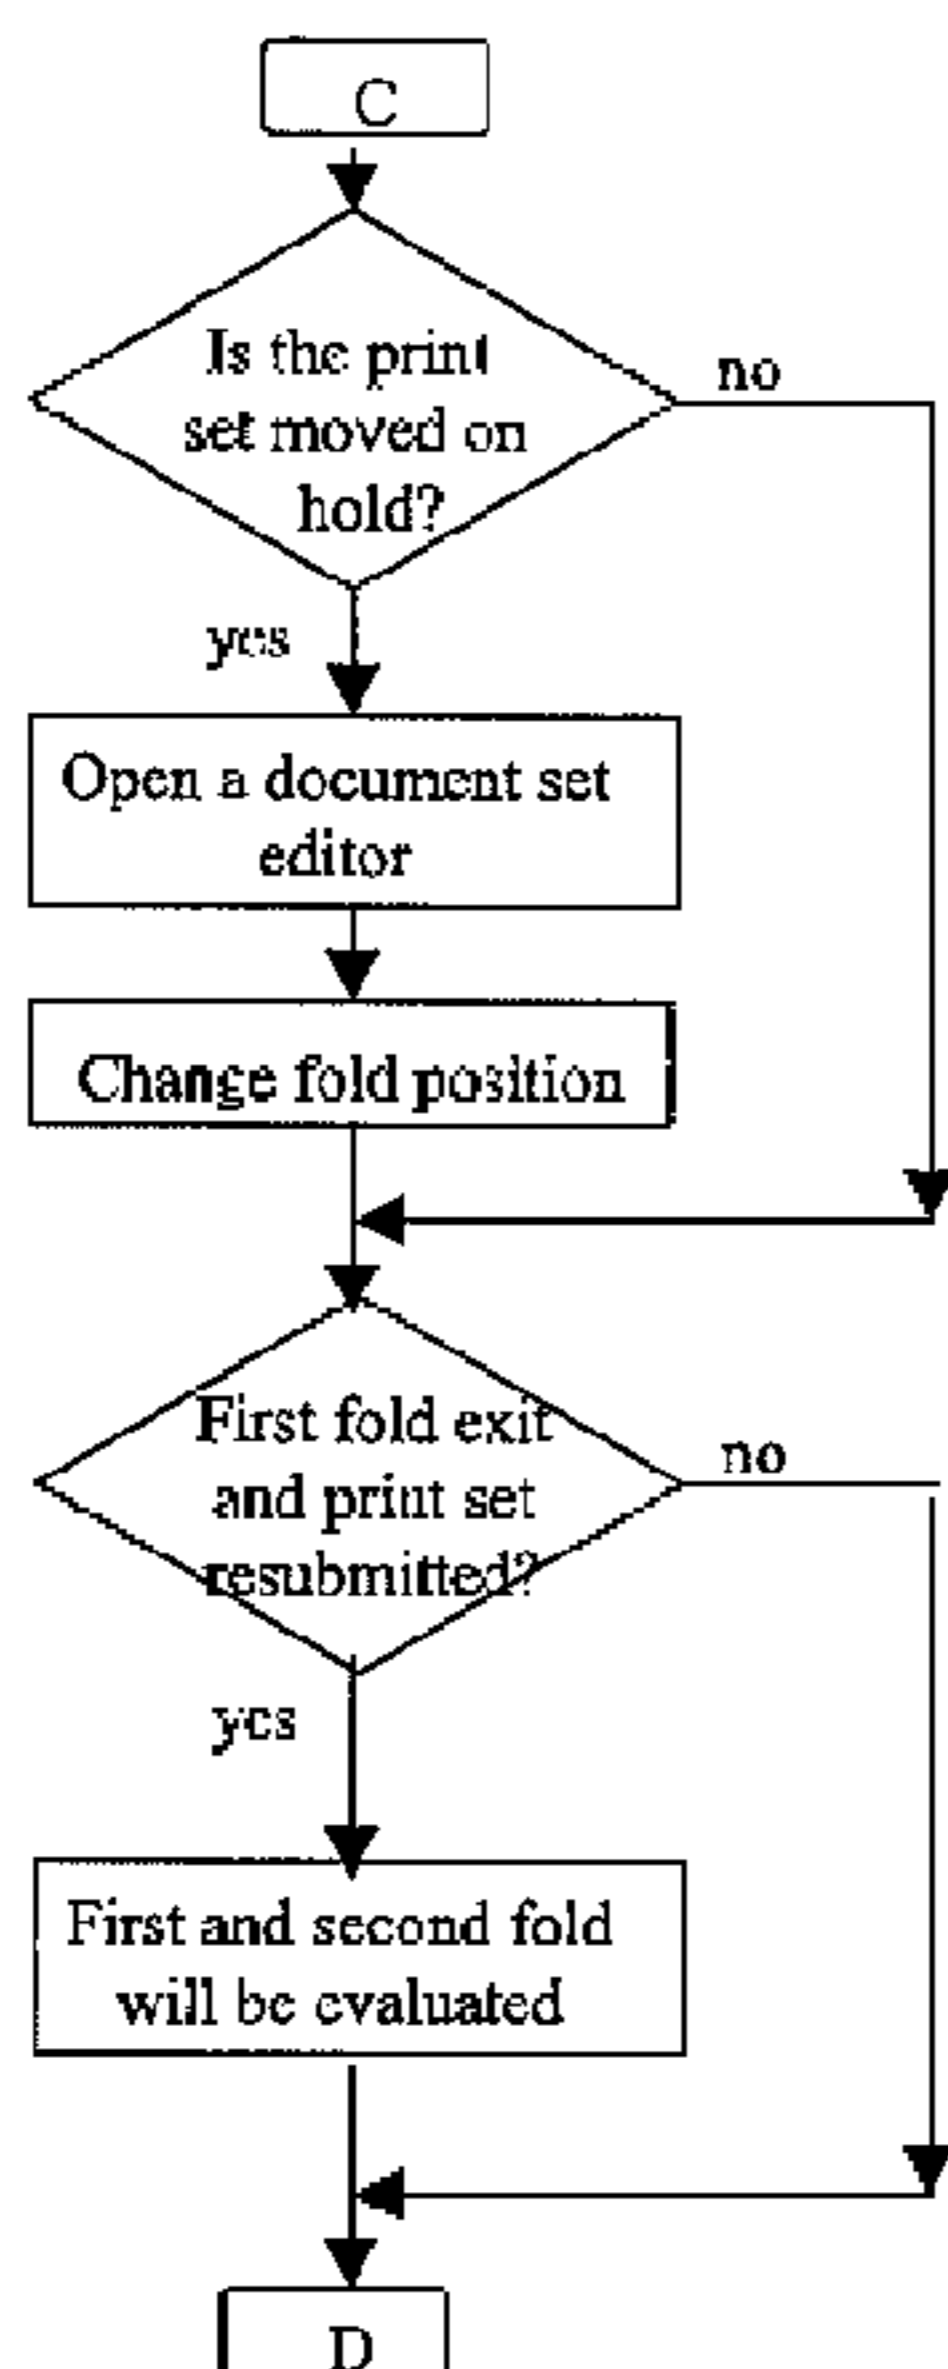 C
Is the print
set moved on
hold?
no
yes
Open a document set
editor
Change fold position
First fold exit
and print set
resubmitted?
no
yes
First and second fold
will be evaluated
D